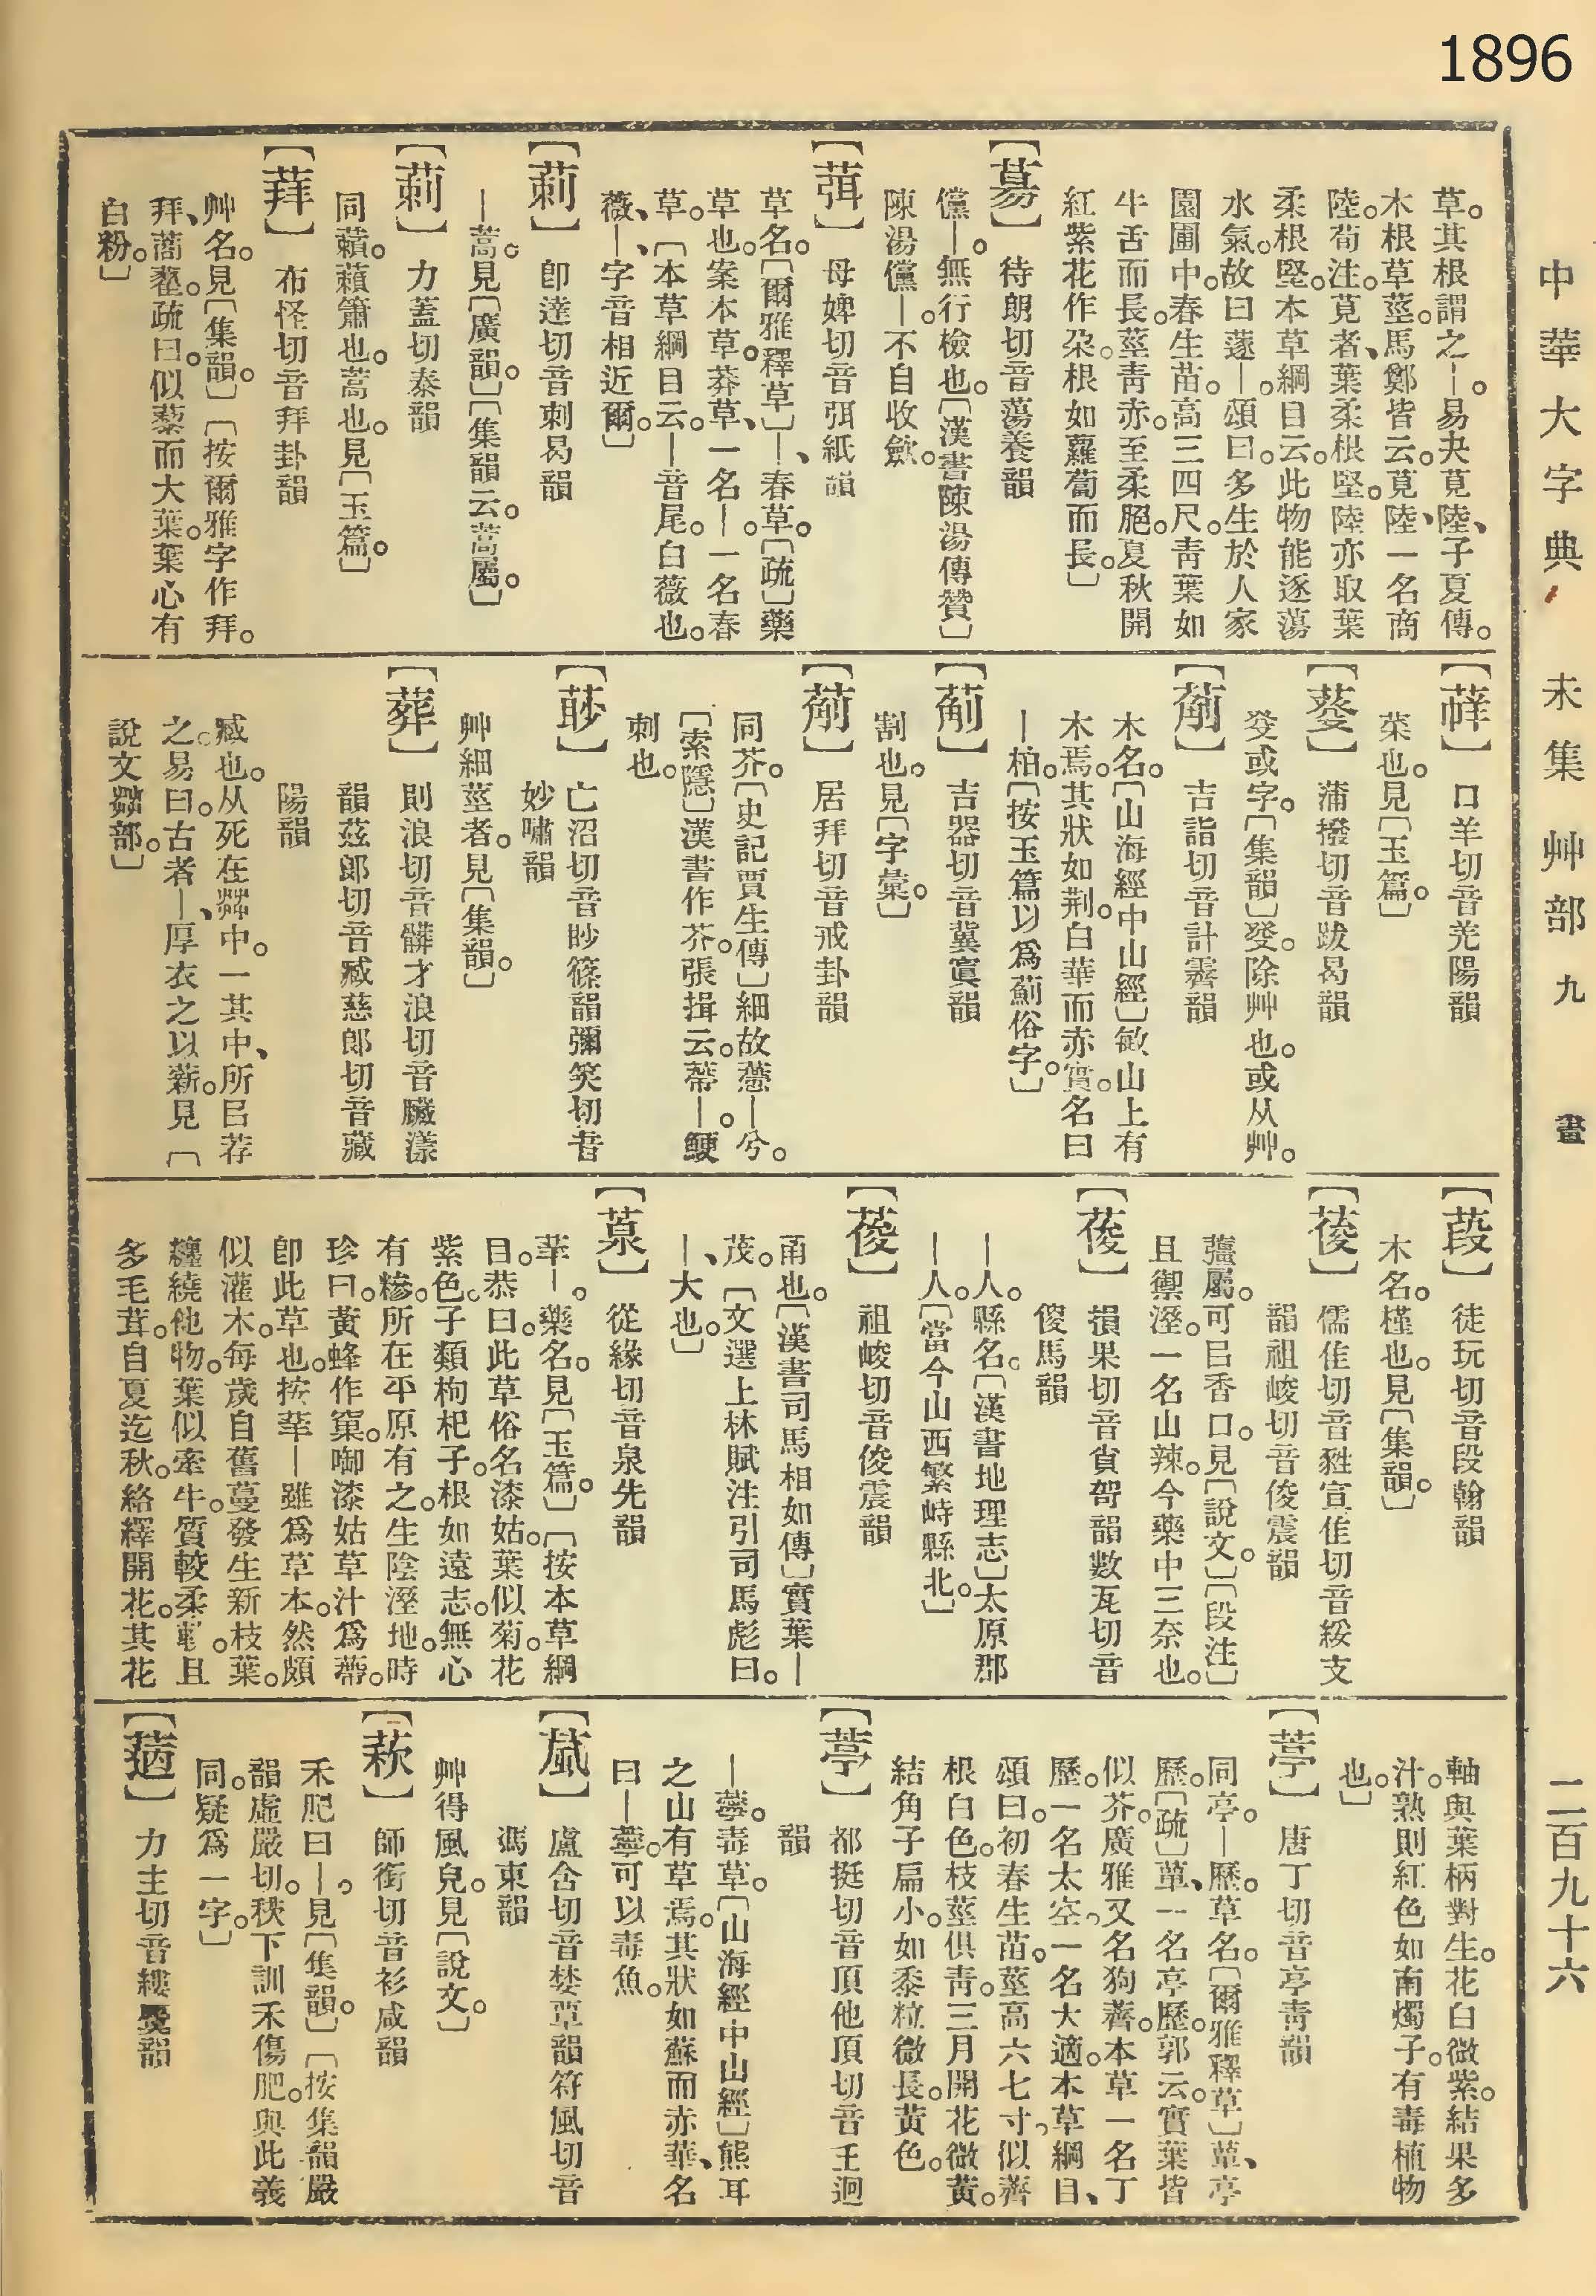 1896
中華大字典 未集 艸部 九畫 二百九十六
草。其根謂之—。易夬莧陸、子夏傳。
木根草莖。馬鄭皆云。莧陸、一名商
陸。荀注。莧者、葉柔根堅。陸亦取葉
柔根堅。本草綱目云。此物能逐蕩
水氣。故曰蓫—。頌曰。多生於人家
園圃中。春生苗。高三四尺。靑葉如
牛舌而長。莖靑赤。至柔脃。夏秋開
紅紫花作朶。根如蘿蔔而長。〕
【蕩】 待朗切音蕩養韻
儻—。無行檢也。〔漢書陳湯傳贊〕
陳湯儻—。不自收斂。
【葞】 母婢切音弭紙韻
草名。〔爾雅釋草〕—、春草。〔疏〕藥
草也。案本草。莽草、一名—。一名春
草。〔本草綱目云。—音尾。白薇也。
薇、—、字音相近爾。〕
【莿】 卽達切音刺曷韻
—蒿。見〔廣韻。〕〔集韻云。蒿屬。〕
【莿】 力蓋切泰韻
同藾。藾簫也。蒿也。見〔玉篇。〕
【蓒】 布怪切音拜卦韻
艸名。見〔集韻。〕〔按爾雅字作拜。
拜、蔏藋。疏曰。似藜而大葉。葉心有
白粉。〕
【蓒】 口羊切音羌陽韻
菜也。見〔玉篇。〕
【葢】 蒲撥切音跋曷韻
癹或字。〔集韻〕癹。除艸也。或从艸。
【葪】 吉詣切音計霽韻
木名。〔山海經中山經〕敏山上有
木焉。其狀如荆。白華而赤實。名曰
—柏。〔按玉篇以爲薊俗字。〕
【葪】 吉器切音冀寘韻
割也。見〔字彙。〕
【葪】 居拜切音戒卦韻
同芥。〔史記賈生傳〕細故慸—兮。
〔索隱〕漢書作芥。張揖云。蔕—。鯁
刺也。
【莏】 亡沼切音眇篠韻彌笑切音
妙嘯韻
艸細莖者。見〔集韻。〕
【葬】 則浪切音髒才浪切音臟漾
韻茲郞切音臧慈郞切音藏
陽韻
臧也。从死在茻中。一其中、所㠯荐
之。易曰。古者—、厚衣之以薪。見〔
說文茻部。〕
【葮】 徒玩切音段翰韻
木名。槿也。見〔集韻。〕
【葰】 儒隹切音甤宣隹切音綏支
韻祖峻切音俊震韻
薑屬。可㠯香口。見〔說文。〕〔段注〕
且禦溼。一名山辣。今藥中三奈也。
【葰】 損果切音貨哿韻數瓦切音
傻馬韻
—人。縣名。〔漢書地理志〕太原郡
—人。〔當今山西繁峙縣北。〕
【葰】 祖峻切音俊震韻
甬也。〔漢書司馬相如傳〕實葉—
茂。〔文選上林賦注引司馬彪曰。
—、大也。〕
【葲】 從緣切音泉先韻
葷—。藥名。見〔玉篇。〕〔按本草綱
目。恭曰。此草俗名漆姑。葉似菊。花
紫色。子類枸杞子。根如遠志。無心
有糝。所在平原有之。生陰溼地。時
珍曰。黃蜂作窠。啣漆姑草汁爲蔕。
卽此草也。按葷—雖爲草本。然頗
似灌木。每歲自舊蔓發生新枝葉。
纏繞他物。葉似牽牛。質較柔軟。且
多毛茸。自夏迄秋。絡繹開花。其花
軸與葉柄對生。花白微紫。結果多
汁。熟則紅色如南燭子。有毒植物
也。〕
【葶】 唐丁切音亭靑韻
同亭。—歷。草名。〔爾雅釋草〕蕇、亭
歷。〔疏〕蕇、一名亭歷。郭云。實葉皆
似芥。廣雅又名狗薺。本草一名丁
歷。一名太室。一名大適。本草綱目、
頌曰。初春生苗。莖高六七寸。似薺
根白色。枝莖俱靑。三月開花微黃。
結角子扁小。如黍粒微長。黃色。
【葶】 都挺切音頂他頂切音王迥
韻
—薴。毒草。〔山海經中山經〕熊耳
之山有草焉。其狀如蘇而赤華、名
曰—薴。可以毒魚。
【葻】 盧含切音婪覃韻符風切音
馮東韻
艸得風皃。見〔說文。〕
【蔌】 師銜切音衫咸韻
禾肥曰—。見〔集韻。〕〔按集韻嚴
韻虛嚴切。䄳下訓禾傷肥。與此義
同。疑爲一字。〕
【蓾】 力主切音縷麌韻